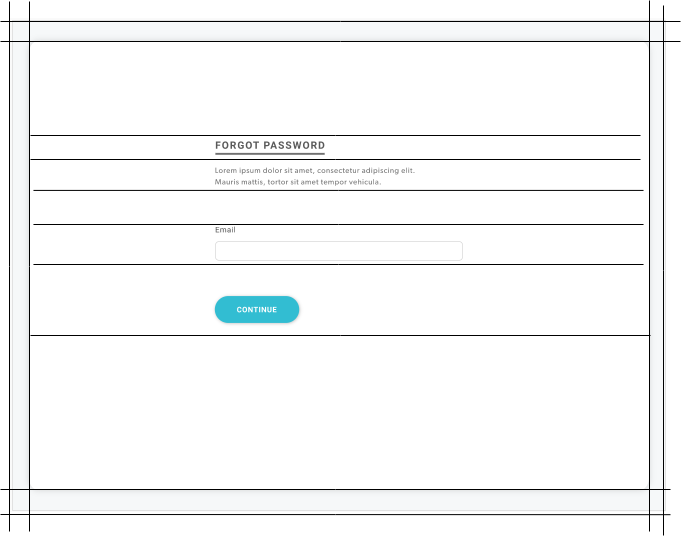 FORGOT PASSWORD
Lorem ipsum dolor sit amet, consectetur adipiscing elit.
Mauris mattis, tortor sit amet tempor vehicula.
Email
CONTINUE